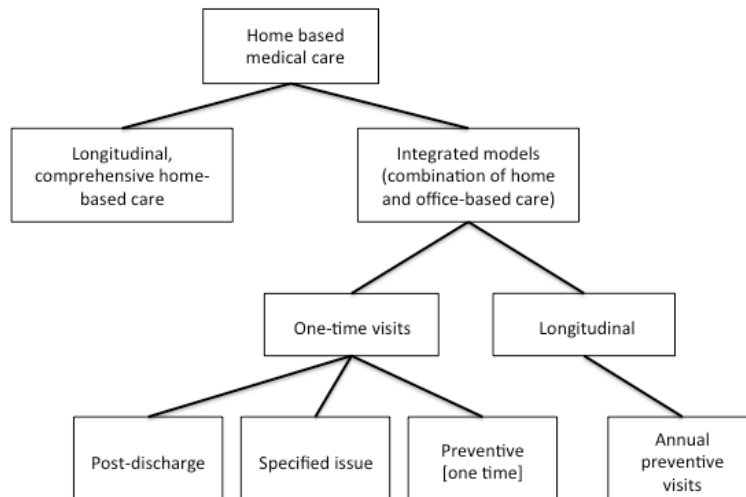 Home based
medical care
Longitudinal,
comprehensive home-
based care
Integrated models
(combination of home
and office-based care)
One-time visits
Longitudinal
Post-discharge
Specified issue
Preventive
[one time]
Annual
preventive
visits